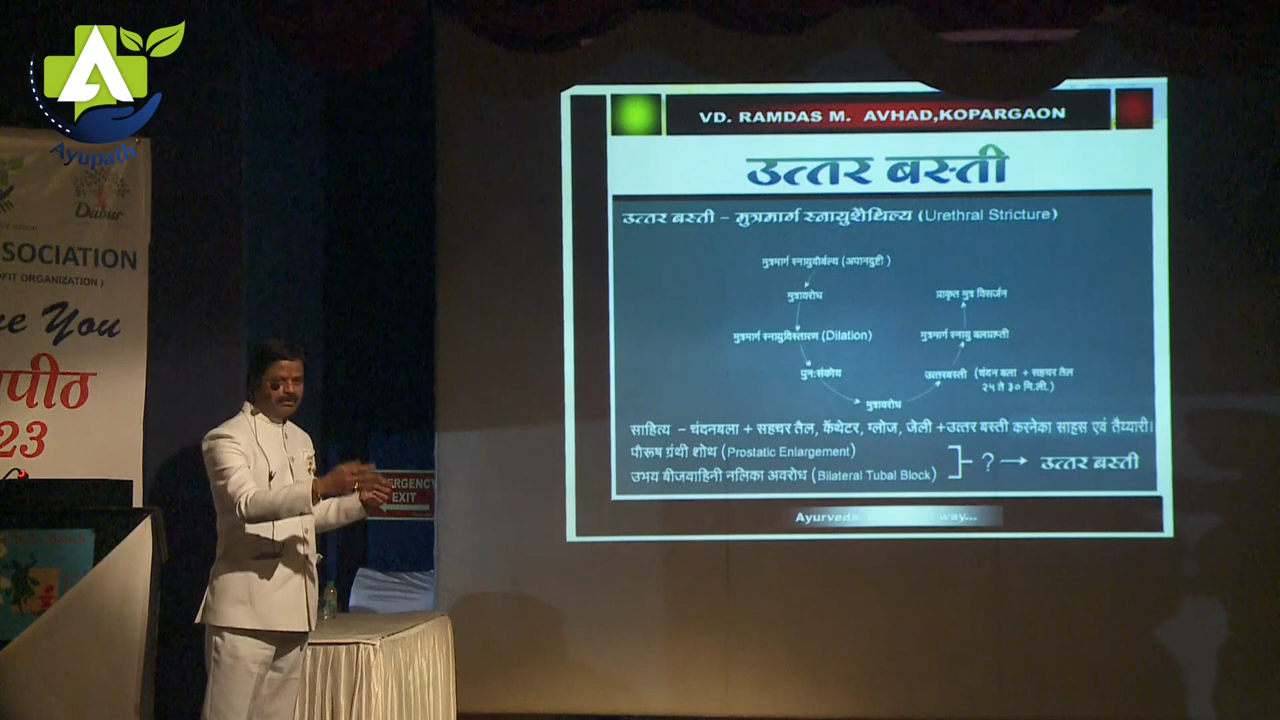 A
Ayupath
Dabur
SOCIATION
FIT ORGANIZATION )
e You
पीठ
23
EXIT
VD. RAMDAS M. AVHAD,KOPARGAON
उत्तर बस्ती
उत्तर बस्ती – मुत्रमार्ग स्नायुशैथिल्य (Urethral Stricture)
मुत्रमार्ग स्नायुदौर्बल्य (अपानदुष्टी )
मुत्रावरोध
प्राकृत मुत्र विसर्जन
मुत्रमार्ग स्नायुविस्तारण (Dilation)
मुत्रमार्ग स्नायु बलप्राप्ती
पुन:संकोच
उत्तरबस्ती (चंदन बला + सहचर तैल
२५ ते ३० मि.ली.)
मुत्रावरोध
साहित्य – चंदनबला + सहचर तैल, कॅथेटर, ग्लोज, जेली +उत्तर बस्ती करनेका साहस एवं तैय्यारी।
पौरूष ग्रंथी शोथ (Prostatic Enlargement)
उभय बीजवाहिनी नलिका अवरोध (Bilateral Tubal Block)
? → उत्तर बस्ती
Ayurveda way...